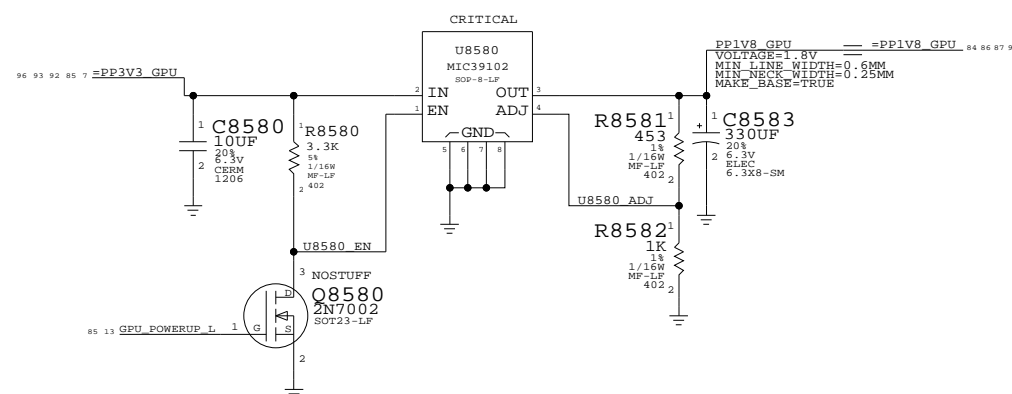 CRITICAL
U8580
MIC39102
SOP-8-LF
2 IN OUT 3
1 EN ADJ 4
GND
5 6 7 8
96 93 92 85 7 =PP3V3_GPU
PP1V8_GPU =PP1V8_GPU 84 86 87 9
VOLTAGE=1.8V
MIN_LINE_WIDTH=0.6MM
MIN_NECK_WIDTH=0.25MM
MAKE_BASE=TRUE
1 C8580
10UF
20%
6.3V
2 CERM
1206
1 R8580
3.3K
5%
1/16W
MF-LF
402
2
R8581 1
453
1%
1/16W
MF-LF
402 2
1 C8583
330UF
20%
2 6.3V
ELEC
6.3X8-SM
U8580_ADJ
R8582 1
1K
1%
1/16W
MF-LF
402 2
U8580_EN
3 NOSTUFF
D Q8580
2N7002
SOT23-LF
85 13 GPU_POWERUP_L 1 G S
2